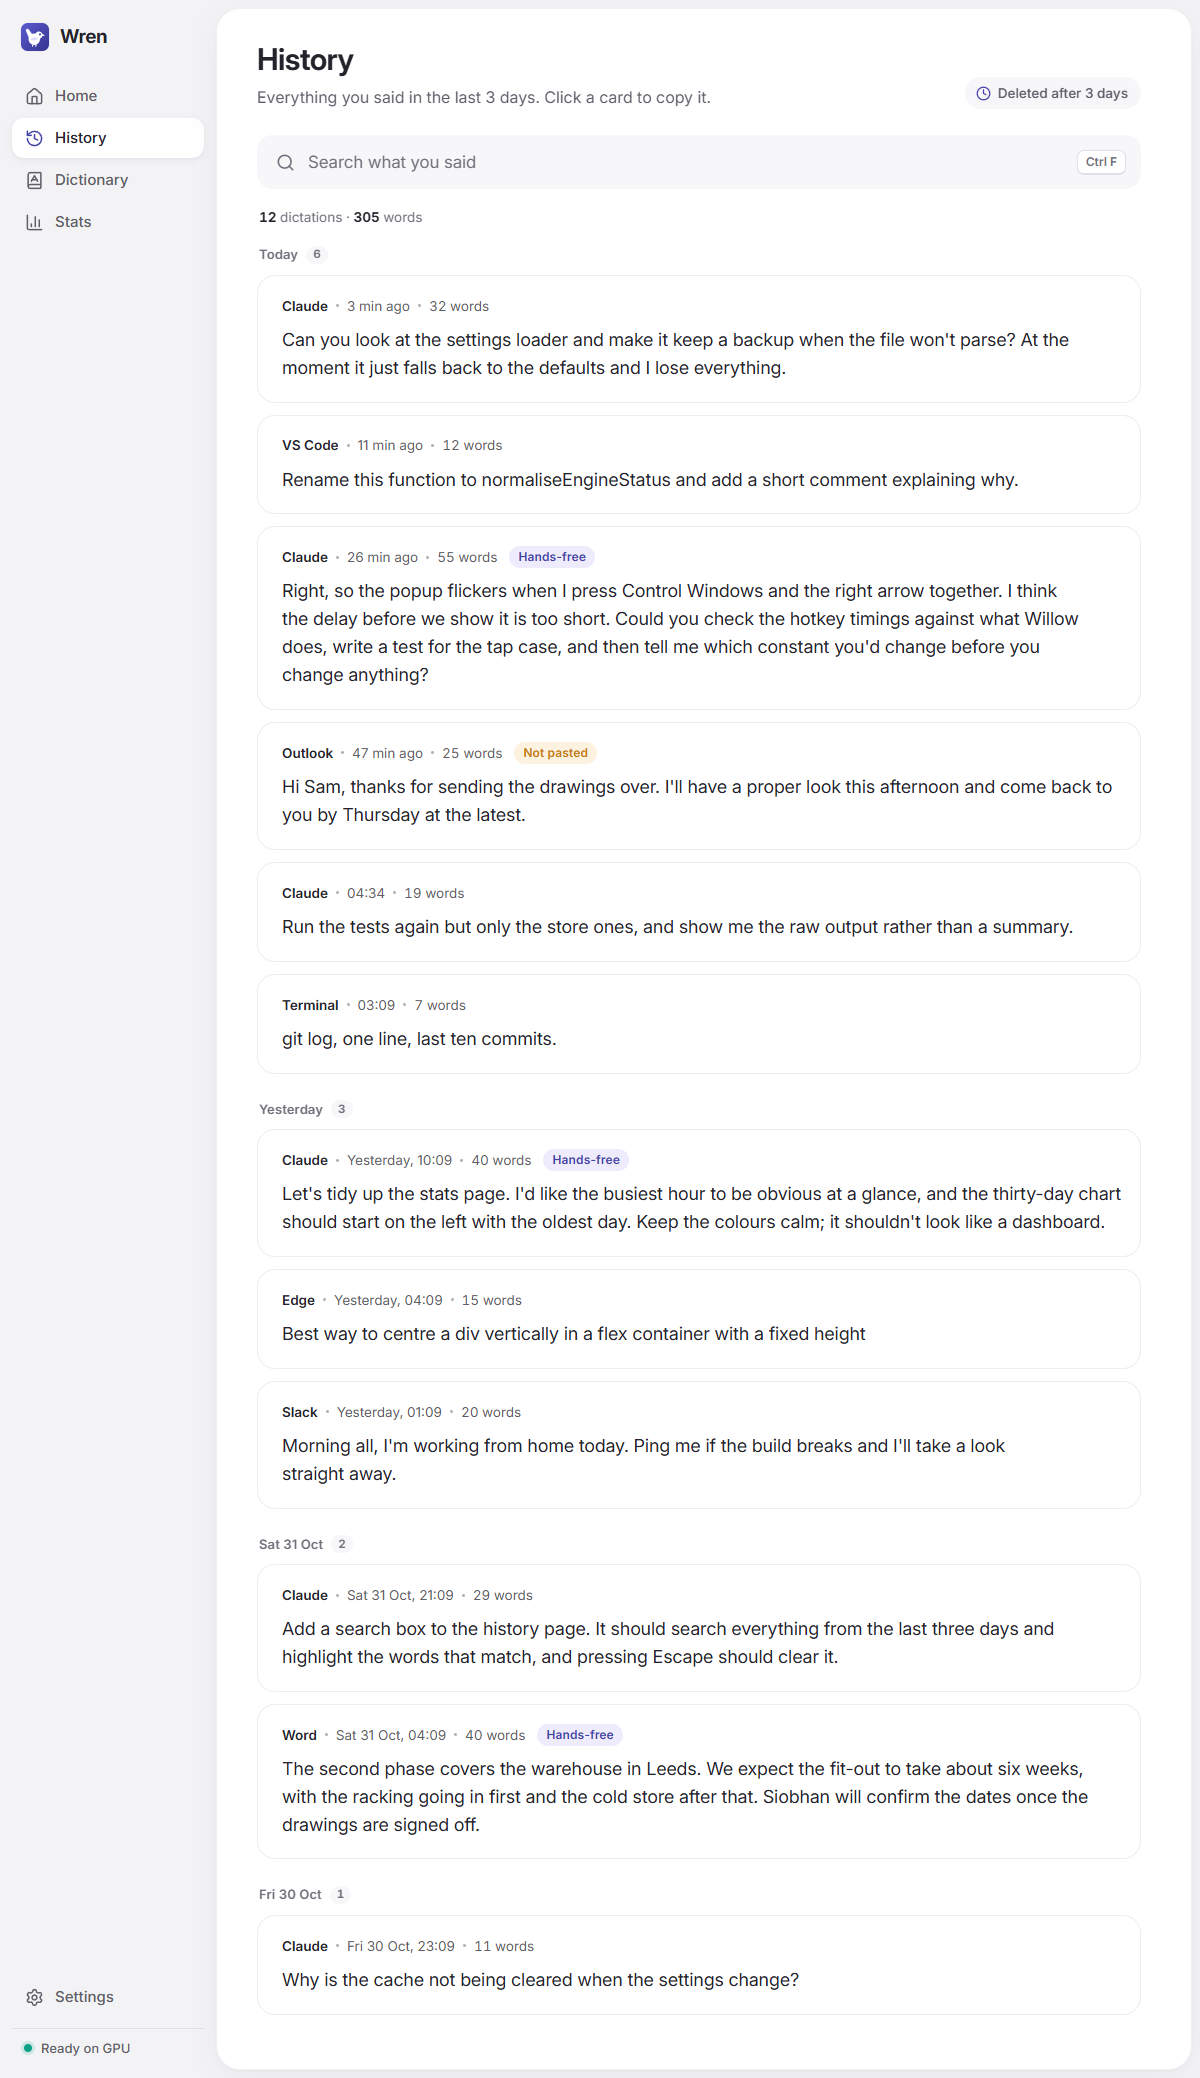 Wren
Home
History
Dictionary
Stats
Settings
Ready on GPU
History
Everything you said in the last 3 days. Click a card to copy it.
Deleted after 3 days
Search what you said
Ctrl F
12 dictations · 305 words
Today 6
Claude · 3 min ago · 32 words
Can you look at the settings loader and make it keep a backup when the file won't parse? At the
moment it just falls back to the defaults and I lose everything.
VS Code · 11 min ago · 12 words
Rename this function to normaliseEngineStatus and add a short comment explaining why.
Claude · 26 min ago · 55 words Hands-free
Right, so the popup flickers when I press Control Windows and the right arrow together. I think
the delay before we show it is too short. Could you check the hotkey timings against what Willow
does, write a test for the tap case, and then tell me which constant you'd change before you
change anything?
Outlook · 47 min ago · 25 words Not pasted
Hi Sam, thanks for sending the drawings over. I'll have a proper look this afternoon and come back to
you by Thursday at the latest.
Claude · 04:34 · 19 words
Run the tests again but only the store ones, and show me the raw output rather than a summary.
Terminal · 03:09 · 7 words
git log, one line, last ten commits.
Yesterday 3
Claude · Yesterday, 10:09 · 40 words Hands-free
Let's tidy up the stats page. I'd like the busiest hour to be obvious at a glance, and the thirty-day chart
should start on the left with the oldest day. Keep the colours calm; it shouldn't look like a dashboard.
Edge · Yesterday, 04:09 · 15 words
Best way to centre a div vertically in a flex container with a fixed height
Slack · Yesterday, 01:09 · 20 words
Morning all, I'm working from home today. Ping me if the build breaks and I'll take a look
straight away.
Sat 31 Oct 2
Claude · Sat 31 Oct, 21:09 · 29 words
Add a search box to the history page. It should search everything from the last three days and
highlight the words that match, and pressing Escape should clear it.
Word · Sat 31 Oct, 04:09 · 40 words Hands-free
The second phase covers the warehouse in Leeds. We expect the fit-out to take about six weeks,
with the racking going in first and the cold store after that. Siobhan will confirm the dates once the
drawings are signed off.
Fri 30 Oct 1
Claude · Fri 30 Oct, 23:09 · 11 words
Why is the cache not being cleared when the settings change?